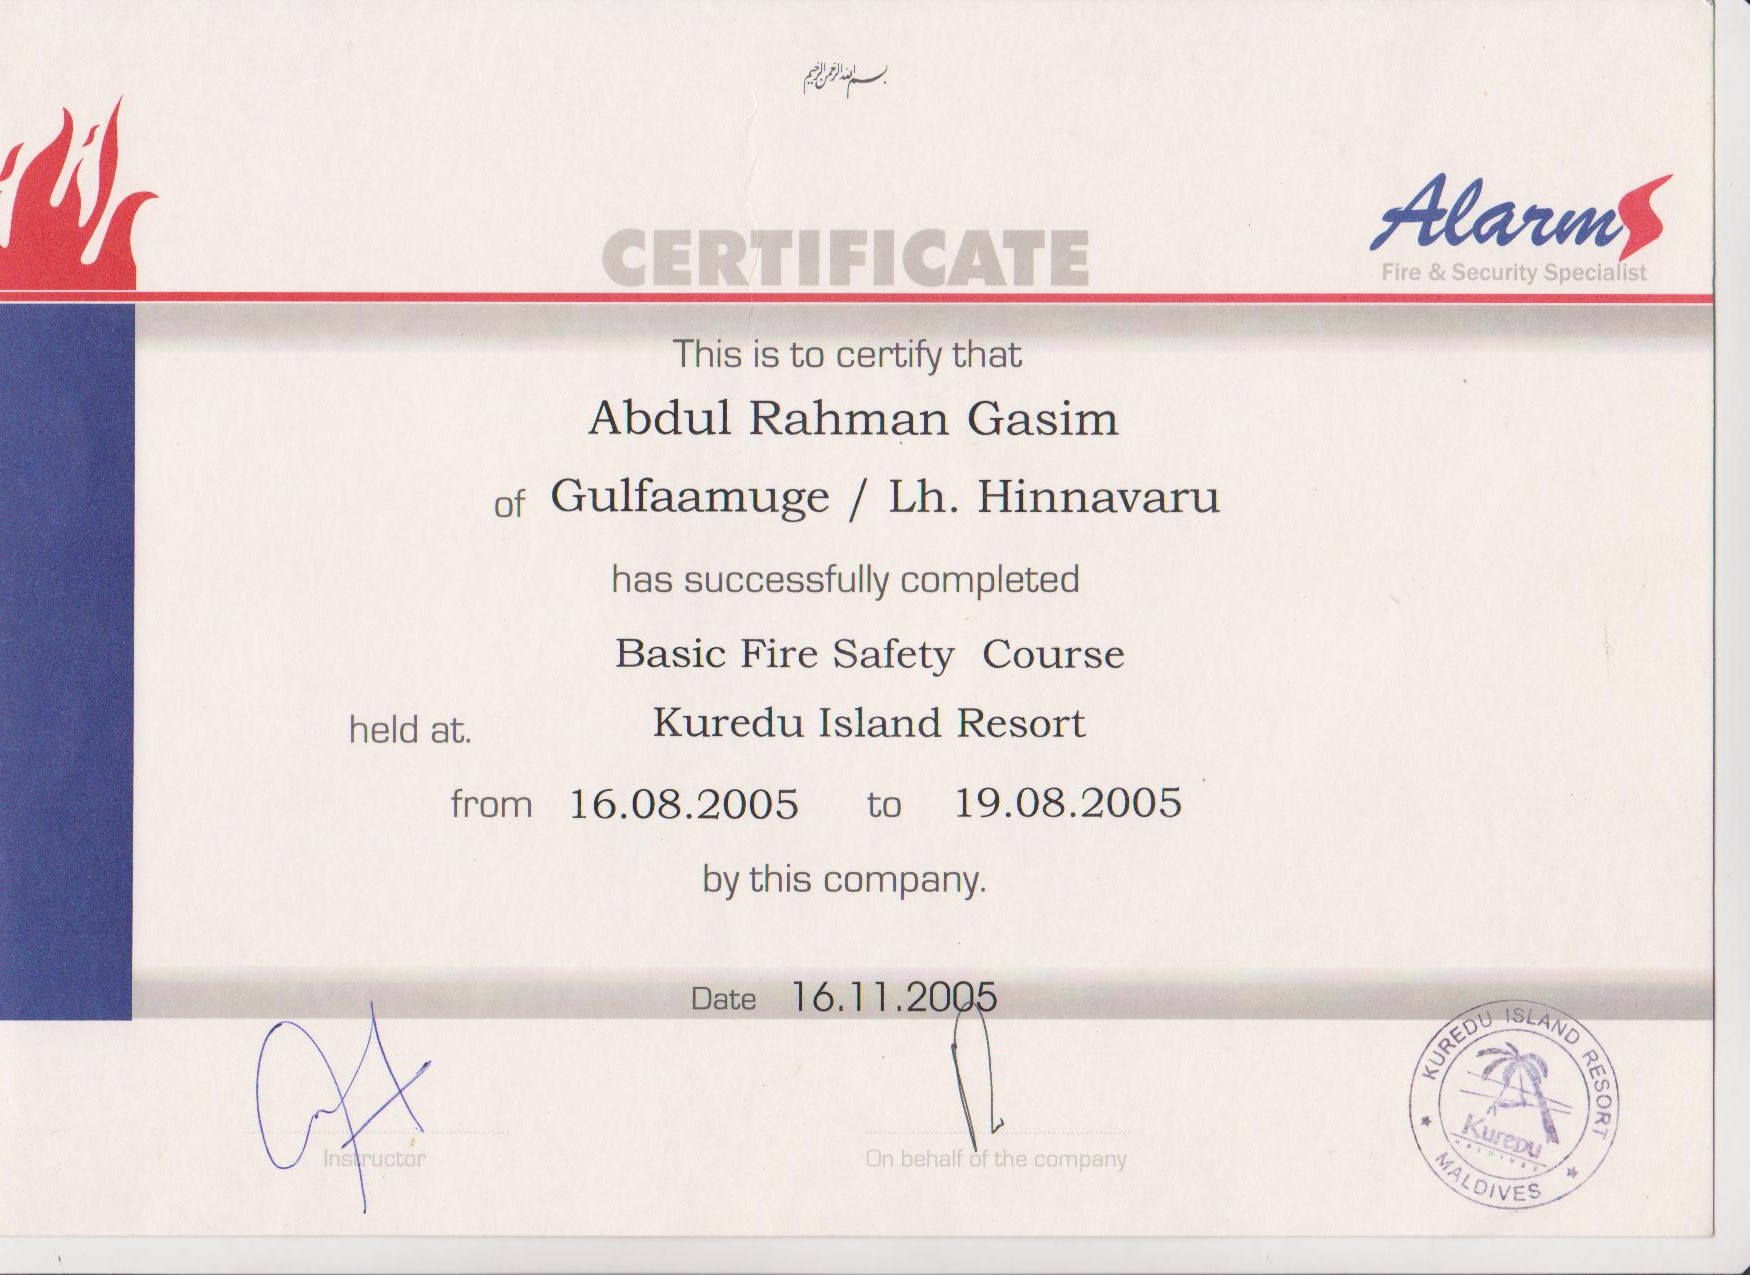 بسم الله الرحمن الرحيم
CERTIFICATE
AlarmS
Fire & Security Specialist
This is to certify that
Abdul Rahman Gasim
of Gulfaamuge / Lh. Hinnavaru
has successfully completed
Basic Fire Safety Course
held at. Kuredu Island Resort
from 16.08.2005 to 19.08.2005
by this company.
Date 16.11.2005
Instructor
On behalf of the company
KUREDU ISLAND RESORT
Kuredu
MALDIVES